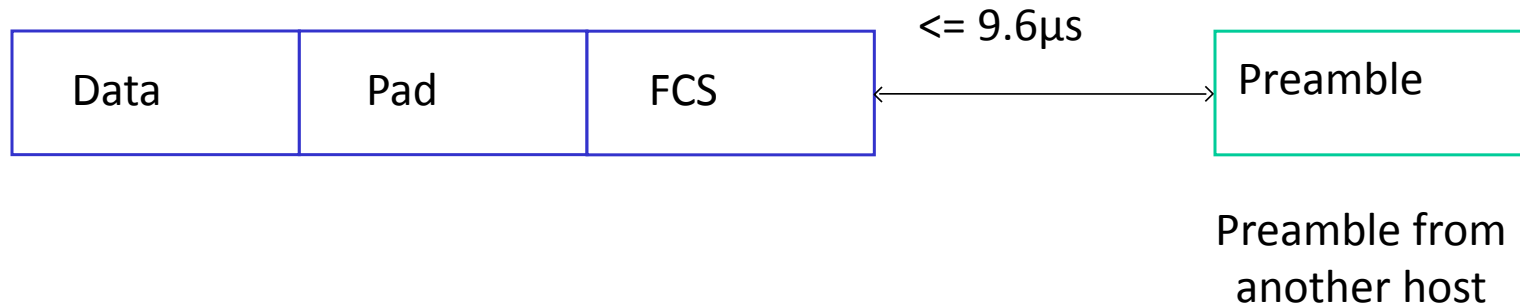 <= 9.6μs
Data Pad FCS Preamble
Preamble from
another host